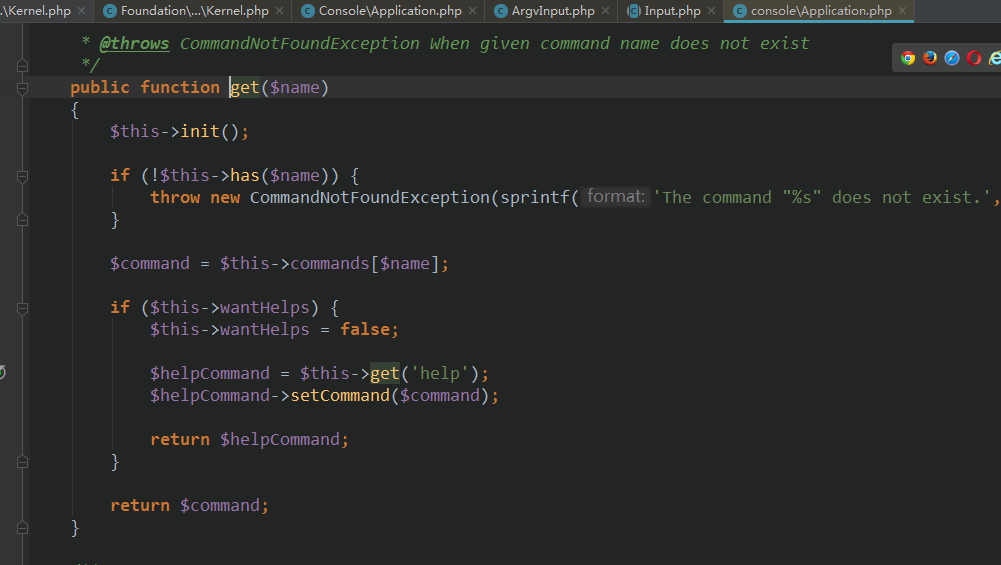 .\Kernel.php × Foundation\...\Kernel.php × Console\Application.php × ArgvInput.php × Input.php × console\Application.php ×
* @throws CommandNotFoundException When given command name does not exist
*/
public function get($name)
{
$this->init();
if (!$this->has($name)) {
throw new CommandNotFoundException(sprintf( format: 'The command "%s" does not exist.',
}
$command = $this->commands[$name];
if ($this->wantHelps) {
$this->wantHelps = false;
$helpCommand = $this->get('help');
$helpCommand->setCommand($command);
return $helpCommand;
}
return $command;
}